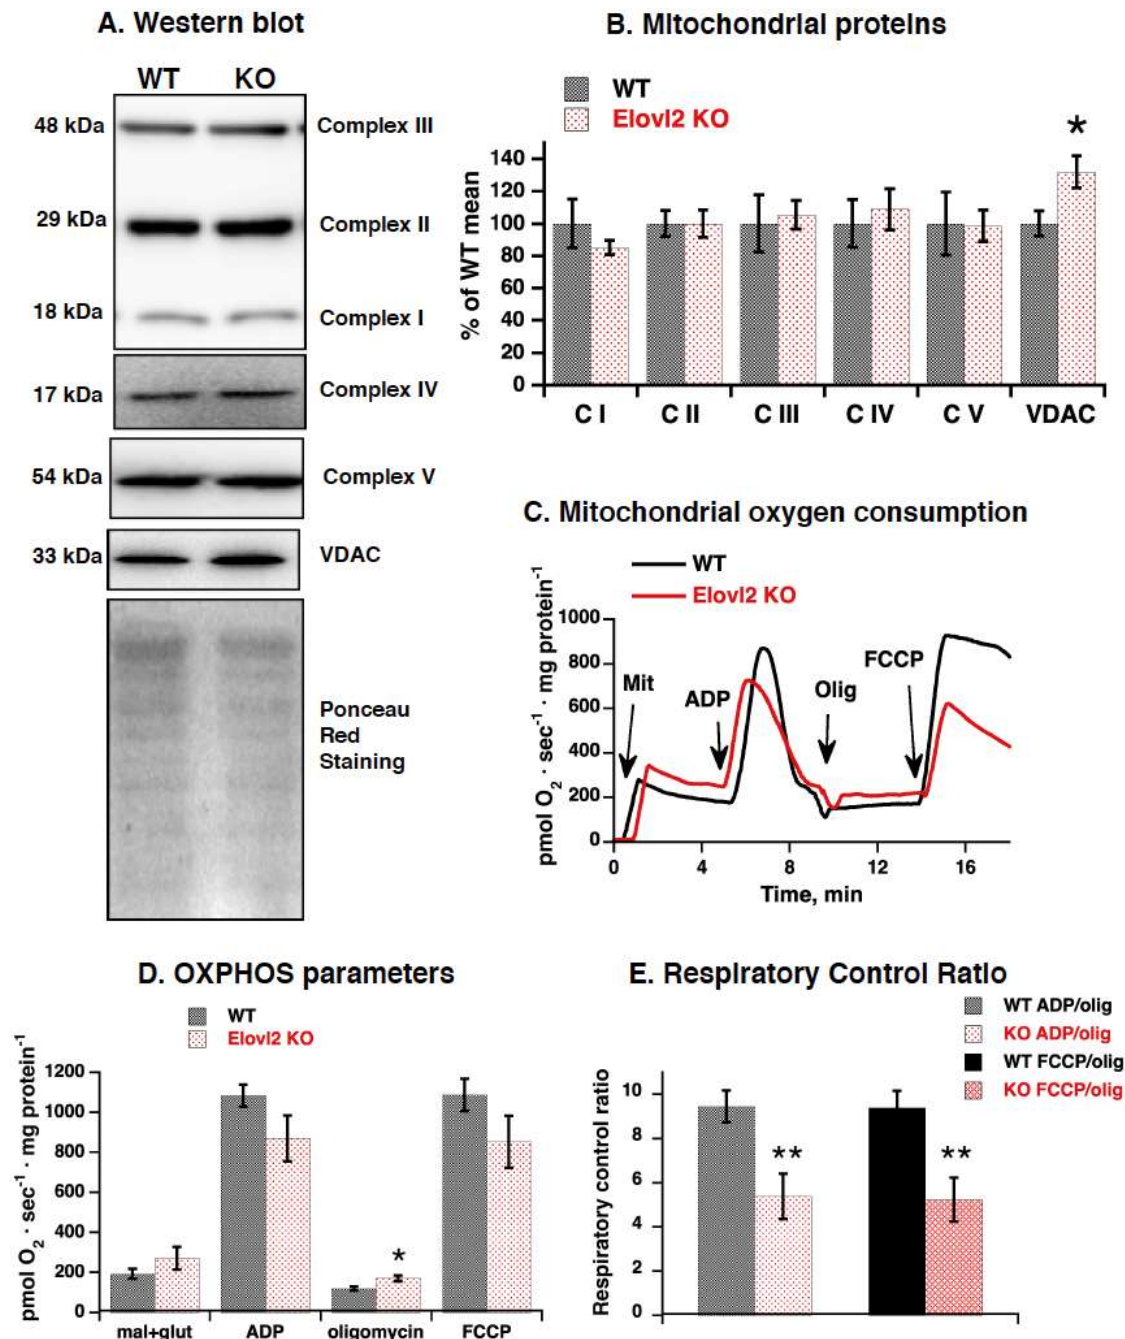 A. Western blot
WT KO
48 kDa Complex III
29 kDa Complex II
18 kDa Complex I
17 kDa Complex IV
54 kDa Complex V
33 kDa VDAC
Ponceau
Red
Staining
B. Mitochondrial proteins
WT
Elovl2 KO
*
% of WT mean
140
120
100
80
60
40
20
0
C I C II C III C IV C V VDAC
C. Mitochondrial oxygen consumption
WT
Elovl2 KO
pmol O₂ · sec⁻¹ · mg protein⁻¹
1000
800
600
400
200
0
Mit ADP Olig FCCP
0 4 8 12 16
Time, min
D. OXPHOS parameters
WT
Elovl2 KO
pmol O₂ · sec⁻¹ · mg protein⁻¹
1200
1000
800
600
400
200
0
*
mal+glut ADP oligomycin FCCP
E. Respiratory Control Ratio
WT ADP/olig
KO ADP/olig
WT FCCP/olig
KO FCCP/olig
Respiratory control ratio
10
8
6
4
2
0
** **